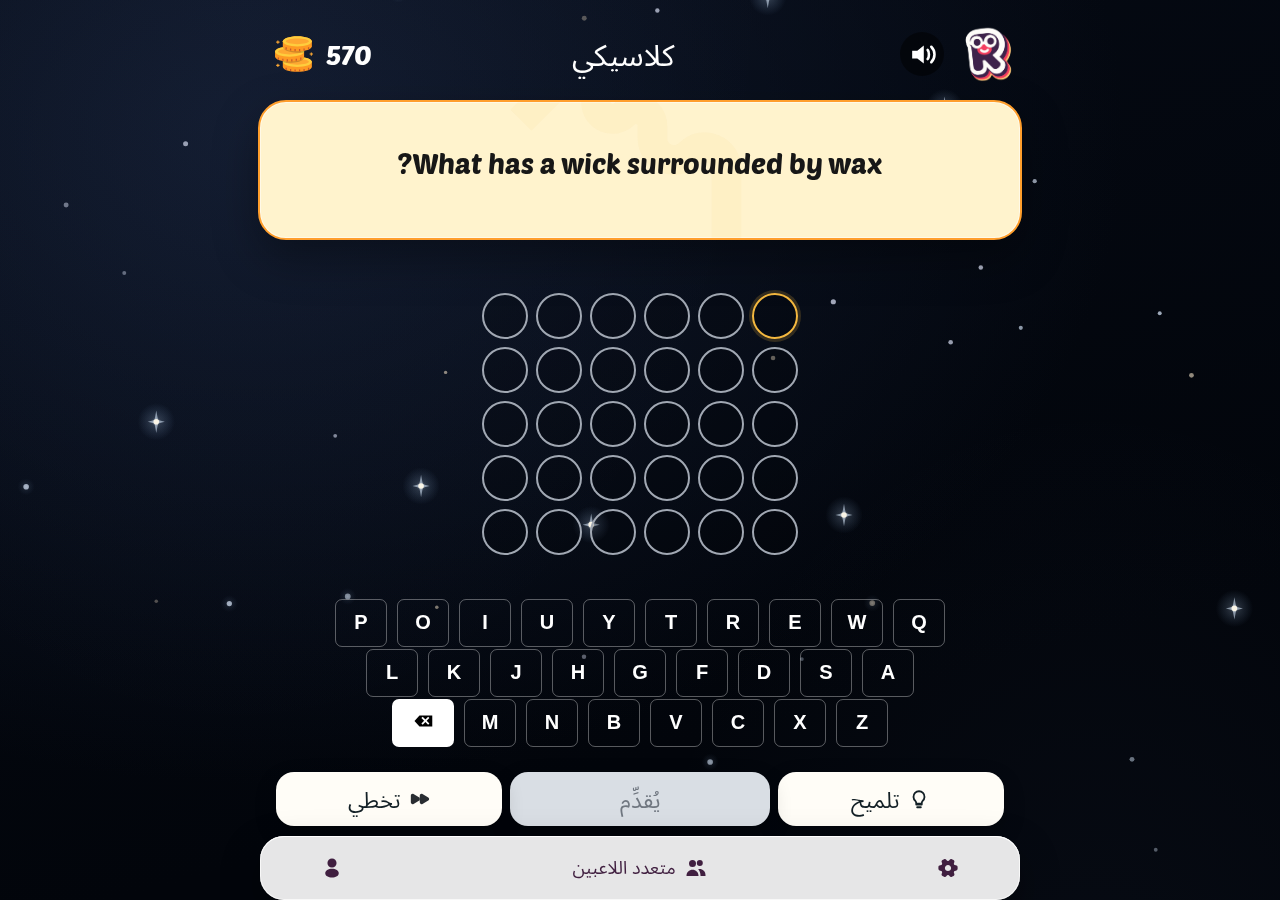 570
كلاسيكي
?What has a wick surrounded by wax
P O I U Y T R E W Q
L K J H G F D S A
M N B V C X Z
تلميح
يُقدِّم
تخطي
متعدد اللاعبين